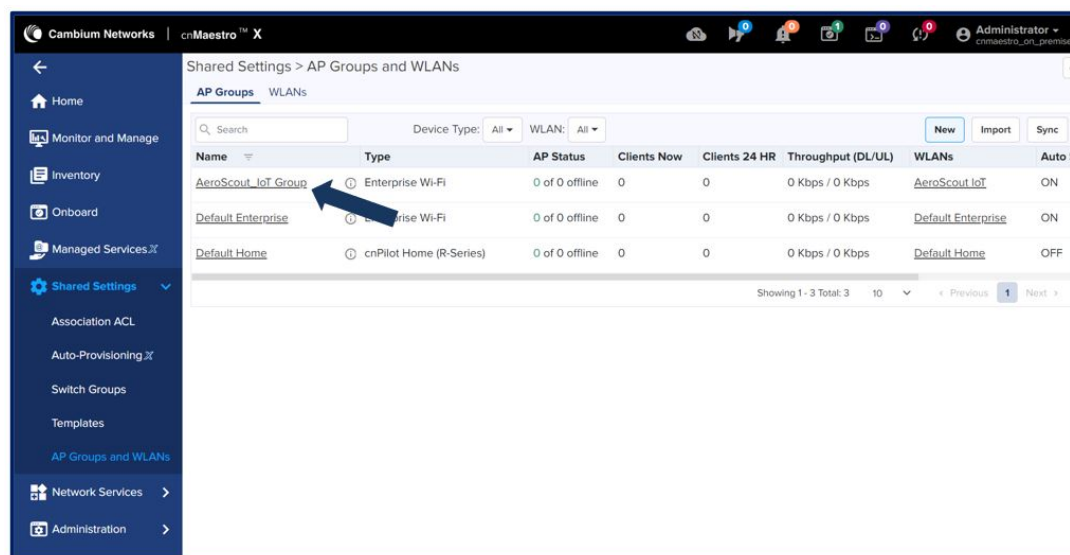 Cambium Networks | cnMaestro™ X 0 0 1 0 0 Administrator
cnmaestro_on_premise
Shared Settings > AP Groups and WLANs
AP Groups WLANs
Home
Monitor and Manage
Inventory
Onboard
Managed Services X
Shared Settings
Association ACL
Auto-Provisioning X
Switch Groups
Templates
AP Groups and WLANs
Network Services
Administration
Search Device Type: All WLAN: All New Import Sync
Name Type AP Status Clients Now Clients 24 HR Throughput (DL/UL) WLANs Auto
AeroScout_IoT Group Enterprise Wi-Fi 0 of 0 offline 0 0 0 Kbps / 0 Kbps AeroScout IoT ON
Default Enterprise prise Wi-Fi 0 of 0 offline 0 0 0 Kbps / 0 Kbps Default Enterprise ON
Default Home cnPilot Home (R-Series) 0 of 0 offline 0 0 0 Kbps / 0 Kbps Default Home OFF
Showing 1 - 3 Total: 3 10 < Previous 1 Next >